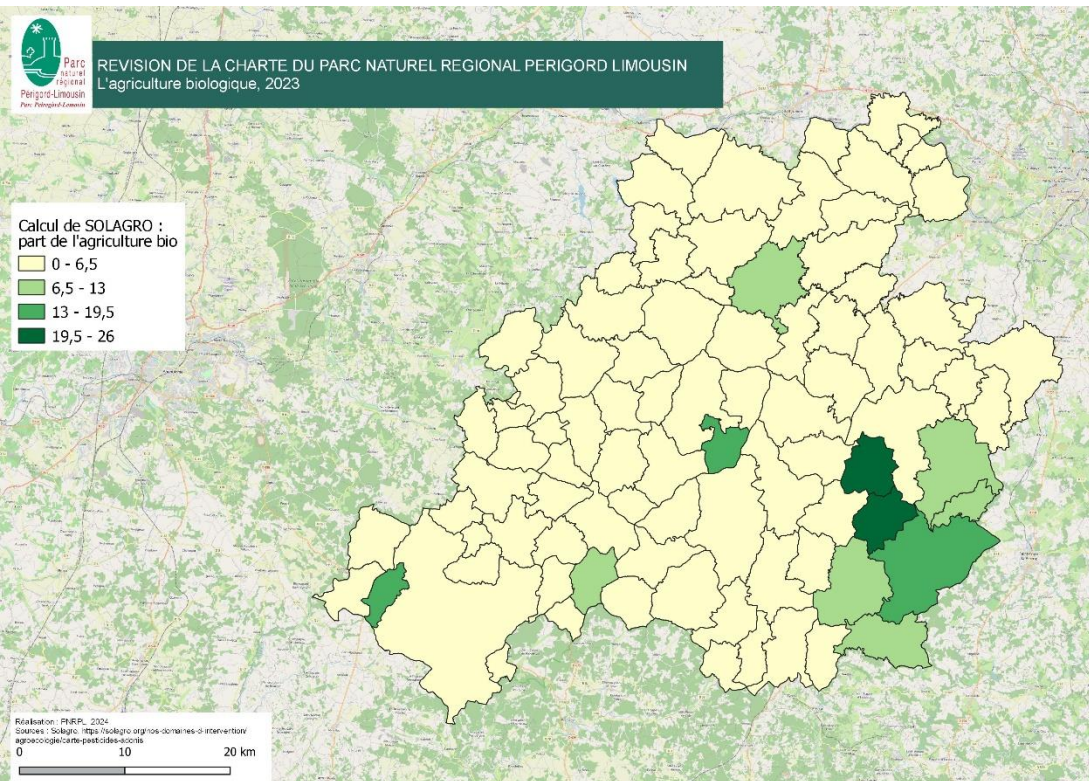 Parc
naturel
régional
Périgord-Limousin
Parc Peiregòrd-Lemosin
REVISION DE LA CHARTE DU PARC NATUREL REGIONAL PERIGORD LIMOUSIN
L'agriculture biologique, 2023
Calcul de SOLAGRO :
part de l'agriculture bio
0 - 6,5
6,5 - 13
13 - 19,5
19,5 - 26
Réalisation : PNRPL, 2024
Sources : Solagro, https://solagro.org/nos-domaines-d-intervention/
agroecologie/carte-pesticides-adonis
0 10 20 km